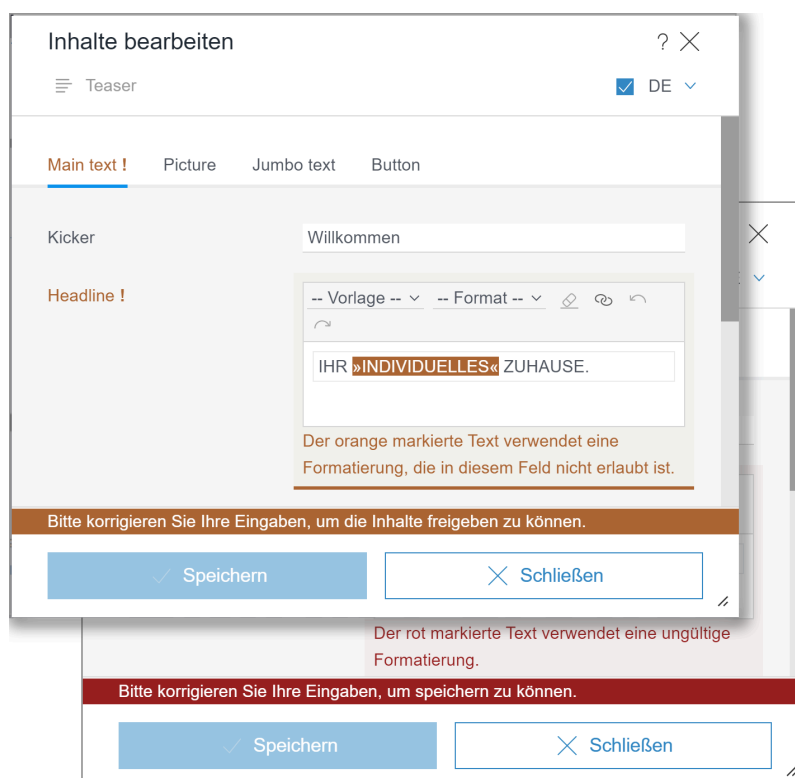 Inhalte bearbeiten ?
Teaser DE
Main text ! Picture Jumbo text Button
Kicker Willkommen
Headline !
-- Vorlage -- -- Format --
IHR »INDIVIDUELLES« ZUHAUSE.
Der orange markierte Text verwendet eine
Formatierung, die in diesem Feld nicht erlaubt ist.
Bitte korrigieren Sie Ihre Eingaben, um die Inhalte freigeben zu können.
Speichern Schließen
Der rot markierte Text verwendet eine ungültige
Formatierung.
Bitte korrigieren Sie Ihre Eingaben, um speichern zu können.
Speichern Schließen